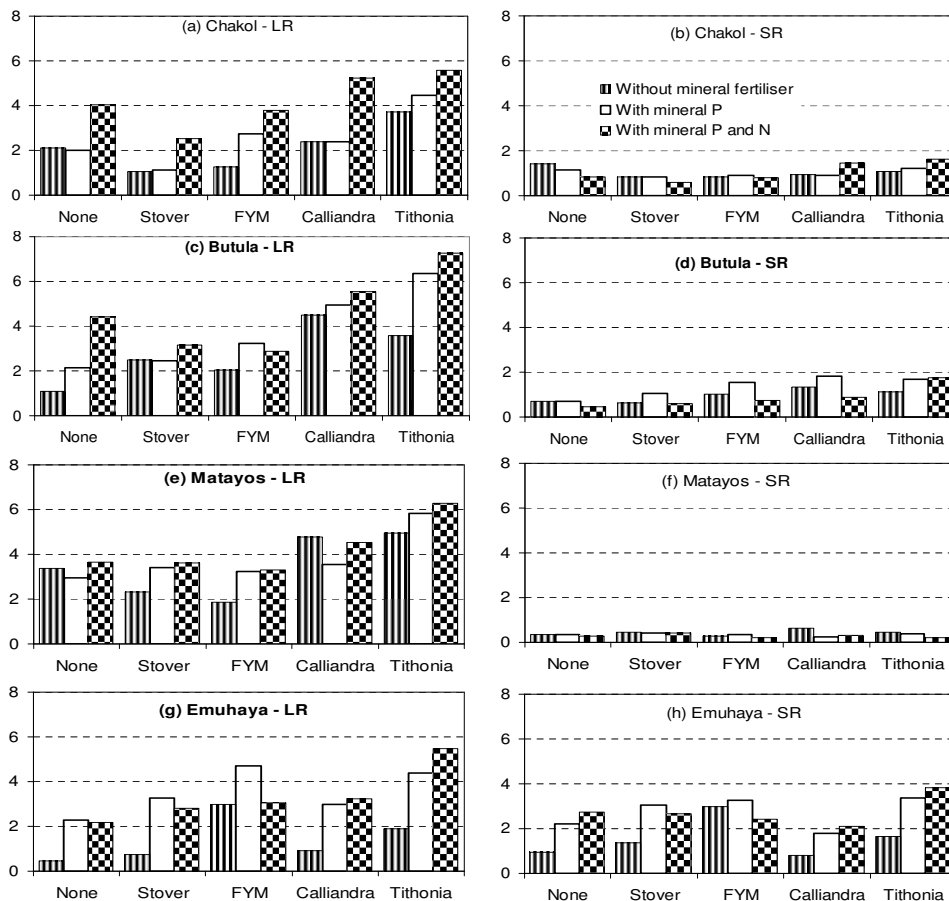 (a) Chakol - LR
8
6
4
2
0
None Stover FYM Calliandra Tithonia
(b) Chakol - SR
Without mineral fertiliser
With mineral P
With mineral P and N
8
6
4
2
0
None Stover FYM Calliandra Tithonia
(c) Butula - LR
8
6
4
2
0
None Stover FYM Calliandra Tithonia
(d) Butula - SR
8
6
4
2
0
None Stover FYM Calliandra Tithonia
(e) Matayos - LR
8
6
4
2
0
None Stover FYM Calliandra Tithonia
(f) Matayos - SR
8
6
4
2
0
None Stover FYM Calliandra Tithonia
(g) Emuhaya - LR
8
6
4
2
0
None Stover FYM Calliandra Tithonia
(h) Emuhaya - SR
8
6
4
2
0
None Stover FYM Calliandra Tithonia